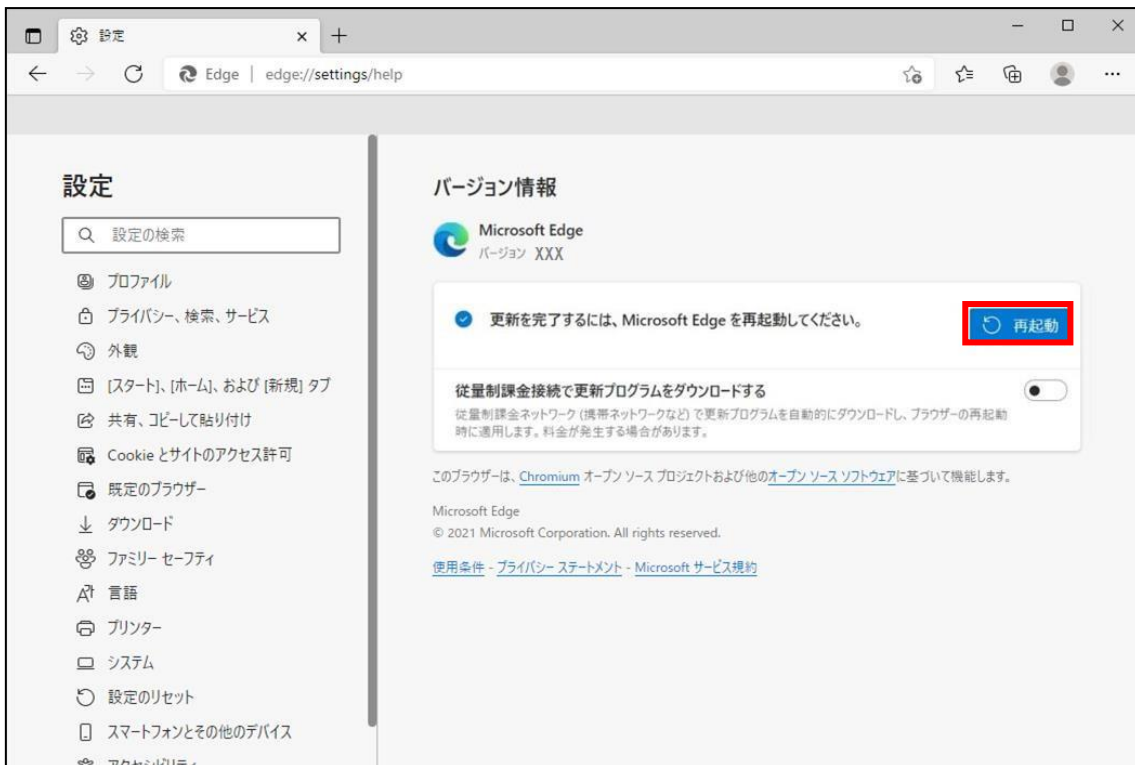 設定
Edge | edge://settings/help
設定
設定の検索
プロファイル
プライバシー、検索、サービス
外観
[スタート]、[ホーム]、および [新規] タブ
共有、コピーして貼り付け
Cookie とサイトのアクセス許可
既定のブラウザー
ダウンロード
ファミリー セーフティ
言語
プリンター
システム
設定のリセット
スマートフォンとその他のデバイス
アクセシビリティ
バージョン情報
Microsoft Edge
バージョン XXX
更新を完了するには、Microsoft Edge を再起動してください。
再起動
従量制課金接続で更新プログラムをダウンロードする
従量制課金ネットワーク (携帯ネットワークなど) で更新プログラムを自動的にダウンロードし、ブラウザーの再起動
時に適用します。料金が発生する場合があります。
このブラウザーは、Chromium オープン ソース プロジェクトおよび他のオープン ソース ソフトウェアに基づいて機能します。
Microsoft Edge
© 2021 Microsoft Corporation. All rights reserved.
使用条件 - プライバシー ステートメント - Microsoft サービス規約